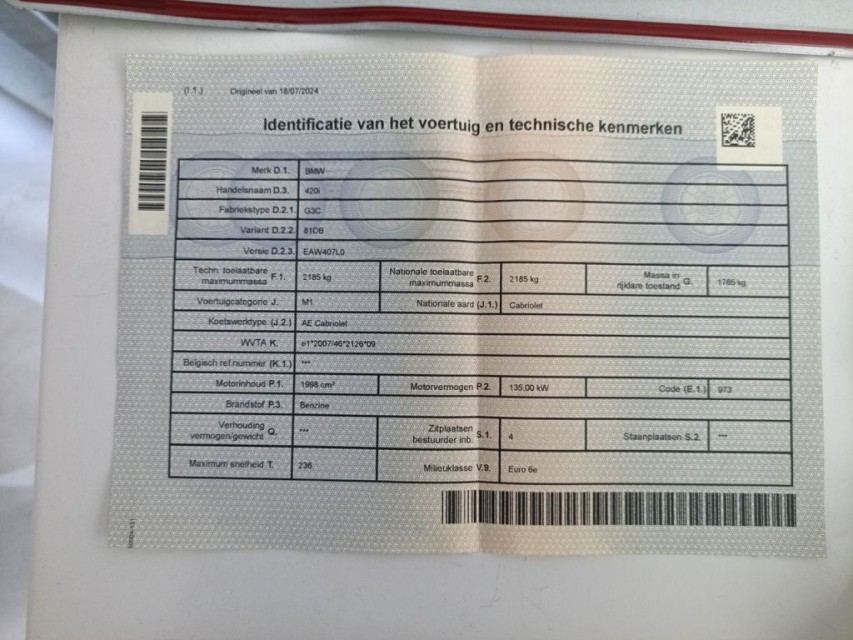 (I.1.) Origineel van 18/07/2024
Identificatie van het voertuig en technische kenmerken
Merk D.1. BMW
Handelsnaam D.3. 420i
Fabriekstype D.2.1. G3C
Variant D.2.2. 81DB
Versie D.2.3. EAW407L0
Techn. toelaatbare maximummassa F.1. 2185 kg Nationale toelaatbare maximummassa F.2. 2185 kg Massa in rijklare toestand G. 1765 kg
Voertuigcategorie J. M1 Nationale aard (J.1.) Cabriolet
Koetswerktype (J.2.) AE Cabriolet
WVTA K. e1*2007/46*2126*09
Belgisch ref.nummer (K.1.) ***
Motorinhoud P.1. 1998 cm³ Motorvermogen P.2. 135,00 kW Code (E.1.) 973
Brandstof P.3. Benzine
Verhouding vermogen/gewicht Q. *** Zitplaatsen bestuurder inb. S.1. 4 Staanplaatsen S.2. ***
Maximum snelheid T. 236 Milieuklasse V.9. Euro 6e